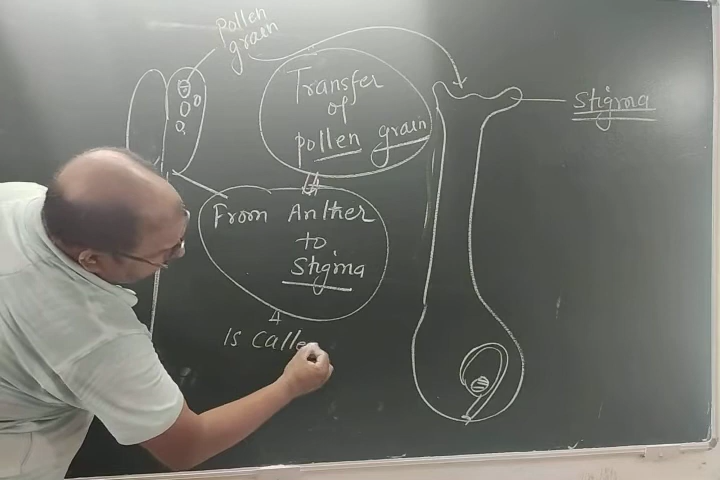 pollen
grain
Transfer
of
pollen grain
Stigma
From Anther
to
Stigma
Is Calle